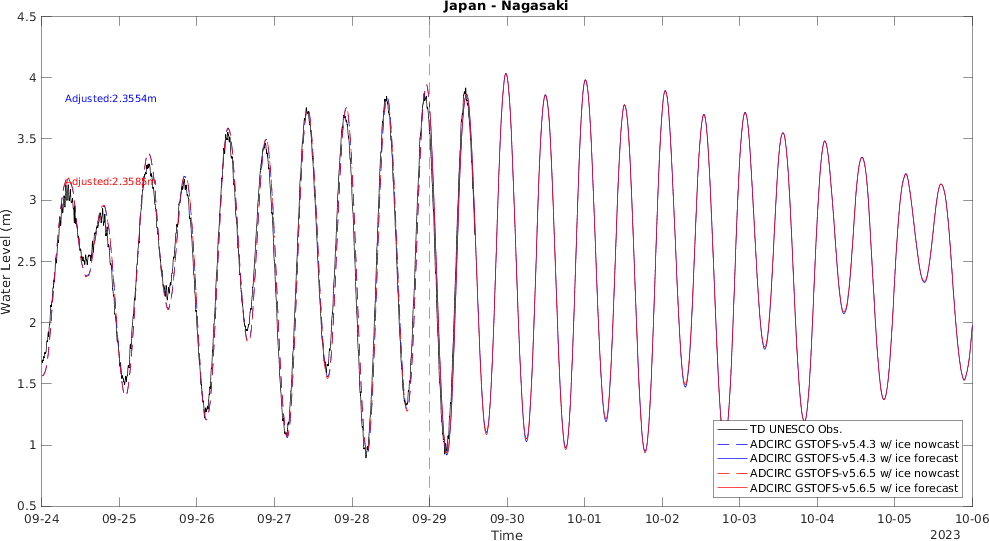 Japan - Nagasaki
4.5
4
3.5
3
2.5
2
1.5
1
0.5
Water Level (m)
Adjusted:2.3554m
Adjusted:2.3585m
TD UNESCO Obs.
ADCIRC GSTOFS-v5.4.3 w/ ice nowcast
ADCIRC GSTOFS-v5.4.3 w/ ice forecast
ADCIRC GSTOFS-v5.6.5 w/ ice nowcast
ADCIRC GSTOFS-v5.6.5 w/ ice forecast
09-24 09-25 09-26 09-27 09-28 09-29 09-30 10-01 10-02 10-03 10-04 10-05 10-06
Time
2023